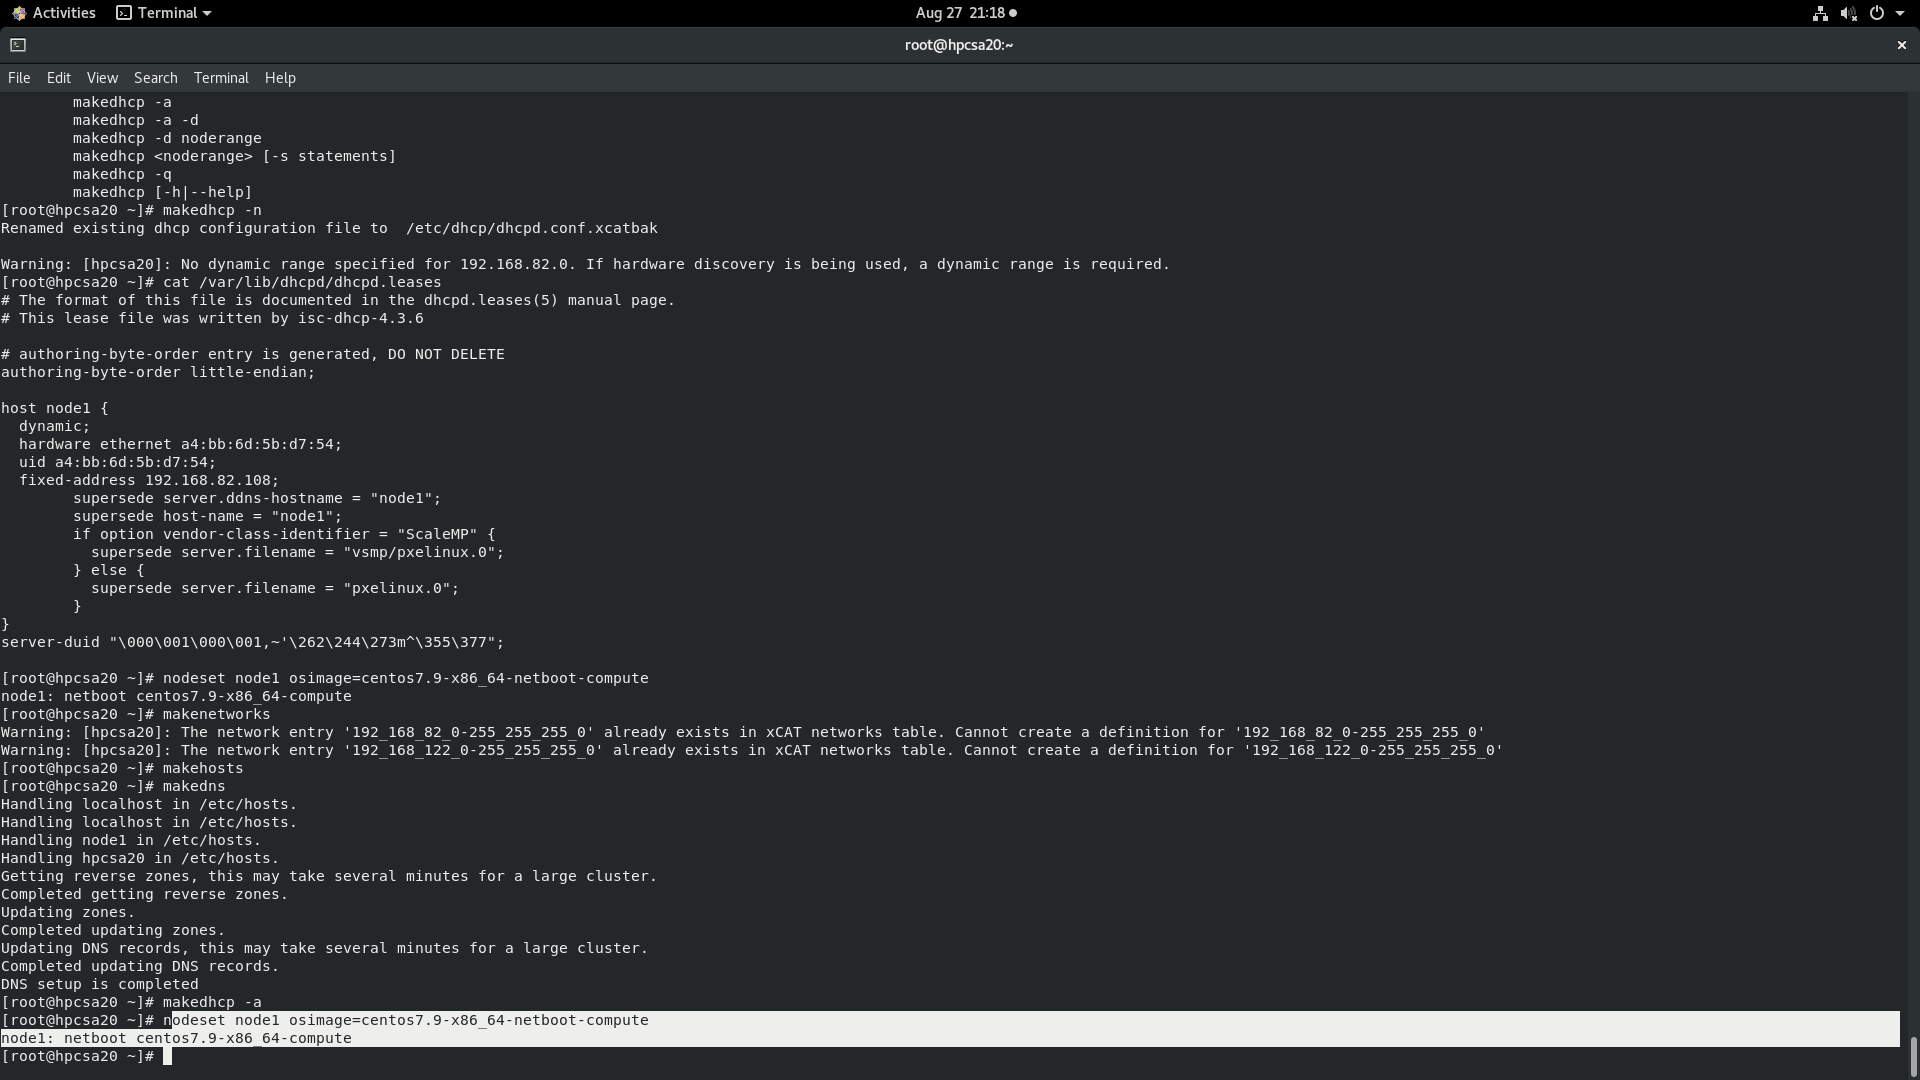 Activities Terminal Aug 27 21:18
root@hpcsa20:~
File Edit View Search Terminal Help
makedhcp -a
makedhcp -a -d
makedhcp -d noderange
makedhcp <noderange> [-s statements]
makedhcp -q
makedhcp [-h|--help]
[root@hpcsa20 ~]# makedhcp -n
Renamed existing dhcp configuration file to  /etc/dhcp/dhcpd.conf.xcatbak
Warning: [hpcsa20]: No dynamic range specified for 192.168.82.0. If hardware discovery is being used, a dynamic range is required.
[root@hpcsa20 ~]# cat /var/lib/dhcpd/dhcpd.leases
# The format of this file is documented in the dhcpd.leases(5) manual page.
# This lease file was written by isc-dhcp-4.3.6
# authoring-byte-order entry is generated, DO NOT DELETE
authoring-byte-order little-endian;
host node1 {
dynamic;
hardware ethernet a4:bb:6d:5b:d7:54;
uid a4:bb:6d:5b:d7:54;
fixed-address 192.168.82.108;
supersede server.ddns-hostname = "node1";
supersede host-name = "node1";
if option vendor-class-identifier = "ScaleMP" {
supersede server.filename = "vsmp/pxelinux.0";
} else {
supersede server.filename = "pxelinux.0";
}
}
server-duid "\000\001\000\001,~'\262\244\273m^\355\377";
[root@hpcsa20 ~]# nodeset node1 osimage=centos7.9-x86_64-netboot-compute
node1: netboot centos7.9-x86_64-compute
[root@hpcsa20 ~]# makenetworks
Warning: [hpcsa20]: The network entry '192_168_82_0-255_255_255_0' already exists in xCAT networks table. Cannot create a definition for '192_168_82_0-255_255_255_0'
Warning: [hpcsa20]: The network entry '192_168_122_0-255_255_255_0' already exists in xCAT networks table. Cannot create a definition for '192_168_122_0-255_255_255_0'
[root@hpcsa20 ~]# makehosts
[root@hpcsa20 ~]# makedns
Handling localhost in /etc/hosts.
Handling localhost in /etc/hosts.
Handling node1 in /etc/hosts.
Handling hpcsa20 in /etc/hosts.
Getting reverse zones, this may take several minutes for a large cluster.
Completed getting reverse zones.
Updating zones.
Completed updating zones.
Updating DNS records, this may take several minutes for a large cluster.
Completed updating DNS records.
DNS setup is completed
[root@hpcsa20 ~]# makedhcp -a
[root@hpcsa20 ~]# nodeset node1 osimage=centos7.9-x86_64-netboot-compute
node1: netboot centos7.9-x86_64-compute
[root@hpcsa20 ~]#